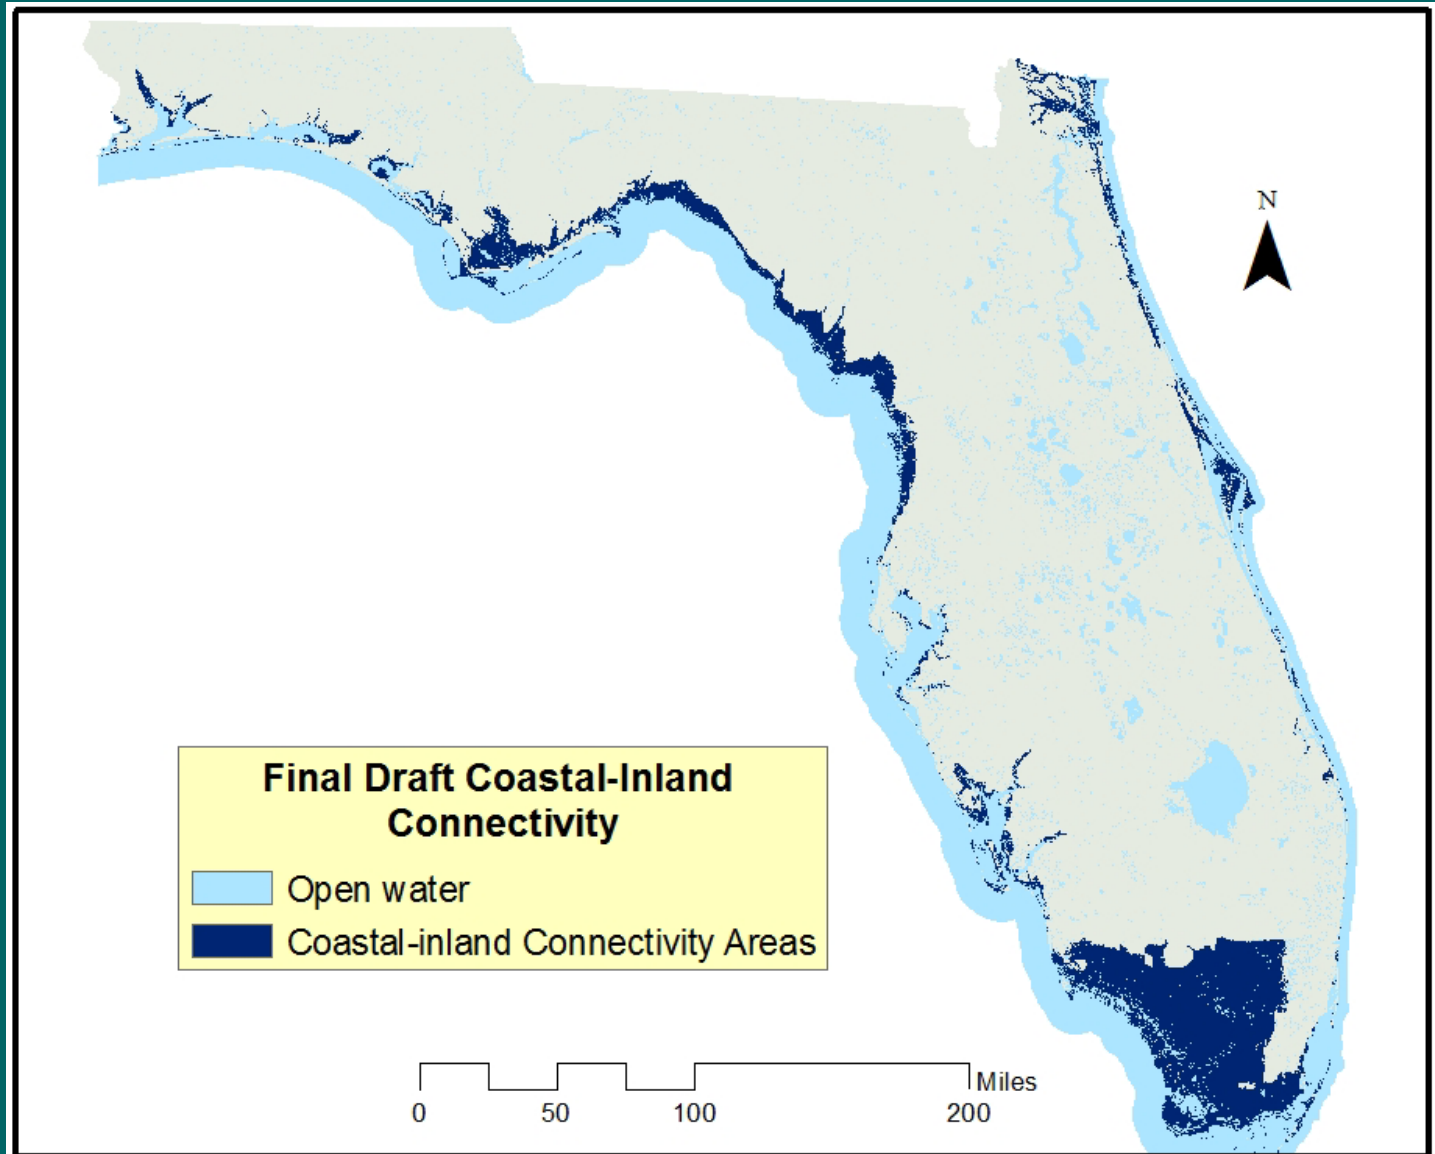 N
Final Draft Coastal-Inland
Connectivity
Open water
Coastal-inland Connectivity Areas
Miles
0 50 100 200